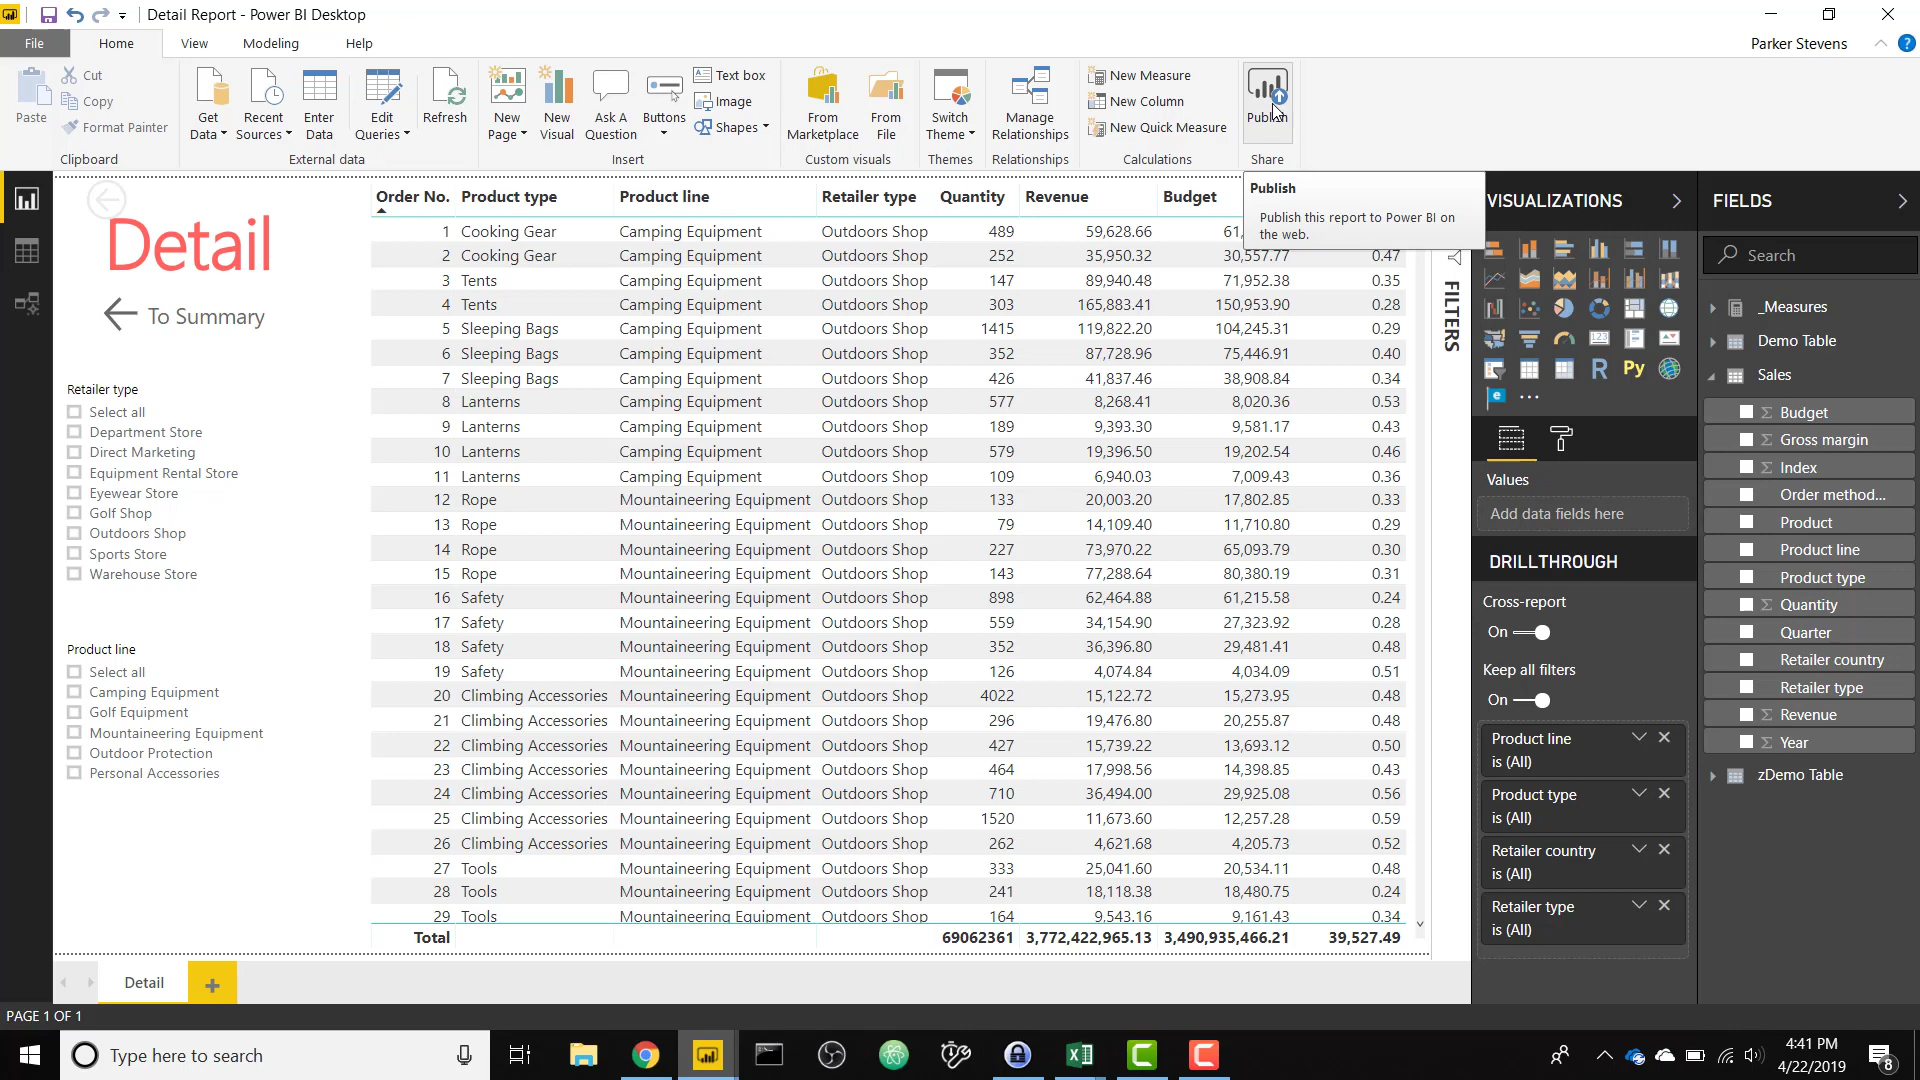 Detail Report - Power BI Desktop
File Home View Modeling Help Parker Stevens
Paste
Cut
Copy
Format Painter
Clipboard
Get Data
Recent Sources
Enter Data
Edit Queries
Refresh
External data
New Page
New Visual
Ask A Question
Buttons
Text box
Image
Shapes
Insert
From Marketplace
From File
Custom visuals
Switch Theme
Themes
Manage Relationships
Relationships
New Measure
New Column
New Quick Measure
Calculations
Publish
Share
Publish
Publish this report to Power BI on
the web.
Detail
To Summary
Retailer type
Select all
Department Store
Direct Marketing
Equipment Rental Store
Eyewear Store
Golf Shop
Outdoors Shop
Sports Store
Warehouse Store
Product line
Select all
Camping Equipment
Golf Equipment
Mountaineering Equipment
Outdoor Protection
Personal Accessories
Order No. Product type Product line Retailer type Quantity Revenue Budget
1 Cooking Gear Camping Equipment Outdoors Shop 489 59,628.66 61,
2 Cooking Gear Camping Equipment Outdoors Shop 252 35,950.32 30,557.77 0.47
3 Tents Camping Equipment Outdoors Shop 147 89,940.48 71,952.38 0.35
4 Tents Camping Equipment Outdoors Shop 303 165,883.41 150,953.90 0.28
5 Sleeping Bags Camping Equipment Outdoors Shop 1415 119,822.20 104,245.31 0.29
6 Sleeping Bags Camping Equipment Outdoors Shop 352 87,728.96 75,446.91 0.40
7 Sleeping Bags Camping Equipment Outdoors Shop 426 41,837.46 38,908.84 0.34
8 Lanterns Camping Equipment Outdoors Shop 577 8,268.41 8,020.36 0.53
9 Lanterns Camping Equipment Outdoors Shop 189 9,393.30 9,581.17 0.43
10 Lanterns Camping Equipment Outdoors Shop 579 19,396.50 19,202.54 0.46
11 Lanterns Camping Equipment Outdoors Shop 109 6,940.03 7,009.43 0.36
12 Rope Mountaineering Equipment Outdoors Shop 133 20,003.20 17,802.85 0.33
13 Rope Mountaineering Equipment Outdoors Shop 79 14,109.40 11,710.80 0.29
14 Rope Mountaineering Equipment Outdoors Shop 227 73,970.22 65,093.79 0.30
15 Rope Mountaineering Equipment Outdoors Shop 143 77,288.64 80,380.19 0.31
16 Safety Mountaineering Equipment Outdoors Shop 898 62,464.88 61,215.58 0.24
17 Safety Mountaineering Equipment Outdoors Shop 559 34,154.90 27,323.92 0.28
18 Safety Mountaineering Equipment Outdoors Shop 352 36,396.80 29,481.41 0.48
19 Safety Mountaineering Equipment Outdoors Shop 126 4,074.84 4,034.09 0.51
20 Climbing Accessories Mountaineering Equipment Outdoors Shop 4022 15,122.72 15,273.95 0.48
21 Climbing Accessories Mountaineering Equipment Outdoors Shop 296 19,476.80 20,255.87 0.48
22 Climbing Accessories Mountaineering Equipment Outdoors Shop 427 15,739.22 13,693.12 0.50
23 Climbing Accessories Mountaineering Equipment Outdoors Shop 464 17,998.56 14,398.85 0.43
24 Climbing Accessories Mountaineering Equipment Outdoors Shop 710 36,494.00 29,925.08 0.56
25 Climbing Accessories Mountaineering Equipment Outdoors Shop 1520 11,673.60 12,257.28 0.59
26 Climbing Accessories Mountaineering Equipment Outdoors Shop 262 4,621.68 4,205.73 0.52
27 Tools Mountaineering Equipment Outdoors Shop 333 25,041.60 20,534.11 0.48
28 Tools Mountaineering Equipment Outdoors Shop 241 18,118.38 18,480.75 0.24
29 Tools Mountaineering Equipment Outdoors Shop 164 9,543.16 9,161.43 0.34
Total 69062361 3,772,422,965.13 3,490,935,466.21 39,527.49
FILTERS
VISUALIZATIONS
R Py
e
Values
Add data fields here
DRILLTHROUGH
Cross-report
On
Keep all filters
On
Product line
is (All)
Product type
is (All)
Retailer country
is (All)
Retailer type
is (All)
FIELDS
Search
_Measures
Demo Table
Sales
Σ Budget
Σ Gross margin
Σ Index
Order method...
Product
Product line
Product type
Σ Quantity
Quarter
Retailer country
Retailer type
Σ Revenue
Σ Year
zDemo Table
Detail
PAGE 1 OF 1
Type here to search
4:41 PM
4/22/2019
8